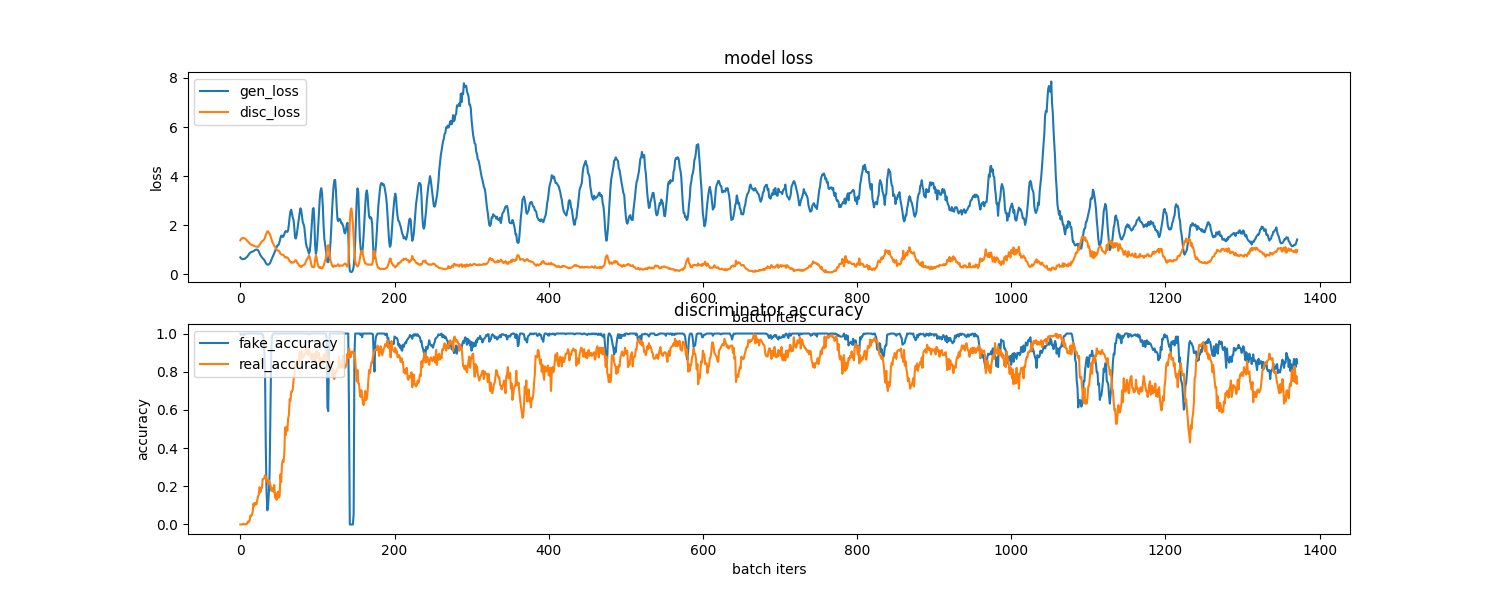 model loss
gen_loss
disc_loss
loss
8
6
4
2
0
0 200 400 600 800 1000 1200 1400
batch iters
discriminator accuracy
fake_accuracy
real_accuracy
accuracy
1.0
0.8
0.6
0.4
0.2
0.0
0 200 400 600 800 1000 1200 1400
batch iters